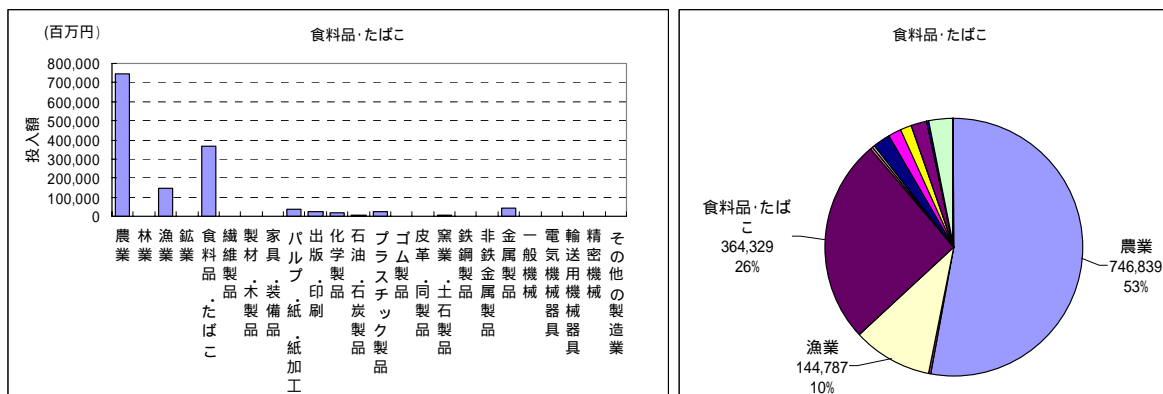 (百万円)
食料品・たばこ
800,000
700,000
600,000
500,000
400,000
300,000
200,000
100,000
0
投入額
農業
林業
漁業
鉱業
食料品・たばこ
繊維製品
製材・木製品
家具・装備品
パルプ・紙・紙加工
出版・印刷
化学製品
石油・石炭製品
プラスチック製品
ゴム製品
皮革・同製品
窯業・土石製品
鉄鋼製品
非鉄金属製品
金属製品
一般機械
電気機械器具
輸送用機械器具
精密機械
その他の製造業
食料品・たばこ
食料品・たば
こ
364,329
26%
農業
746,839
53%
漁業
144,787
10%